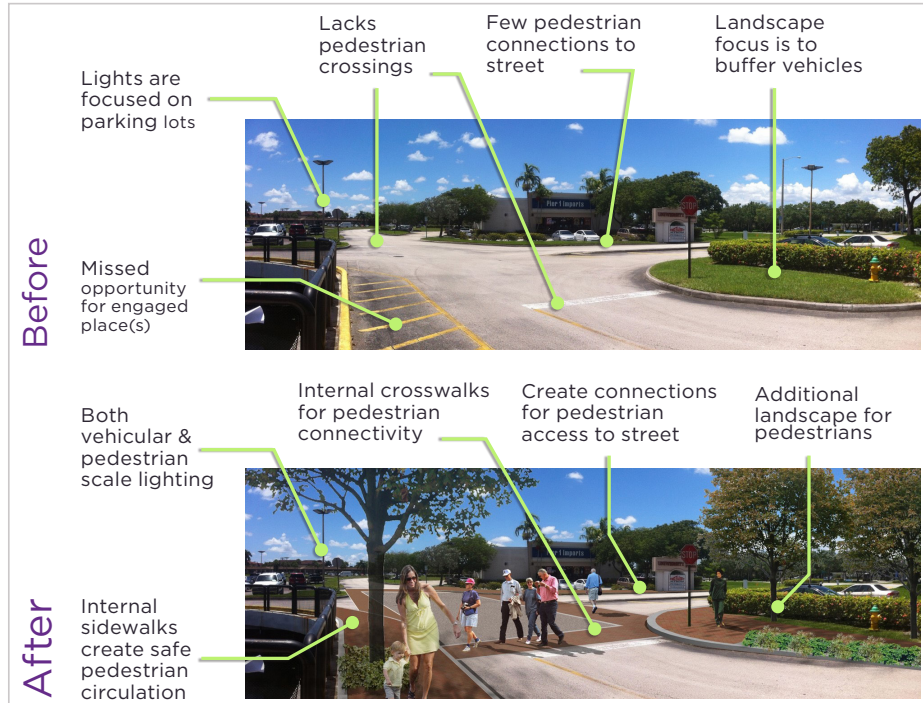 Lacks
pedestrian
crossings
Few pedestrian
connections to
street
Landscape
focus is to
buffer vehicles
Lights are
focused on
parking lots
Before
Pier 1 imports
STOP
Missed
opportunity
for engaged
place(s)
Internal crosswalks
for pedestrian
connectivity
Create connections
for pedestrian
access to street
Additional
landscape for
pedestrians
Both
vehicular &
pedestrian
scale lighting
After
Pier 1 imports
STOP
Internal
sidewalks
create safe
pedestrian
circulation